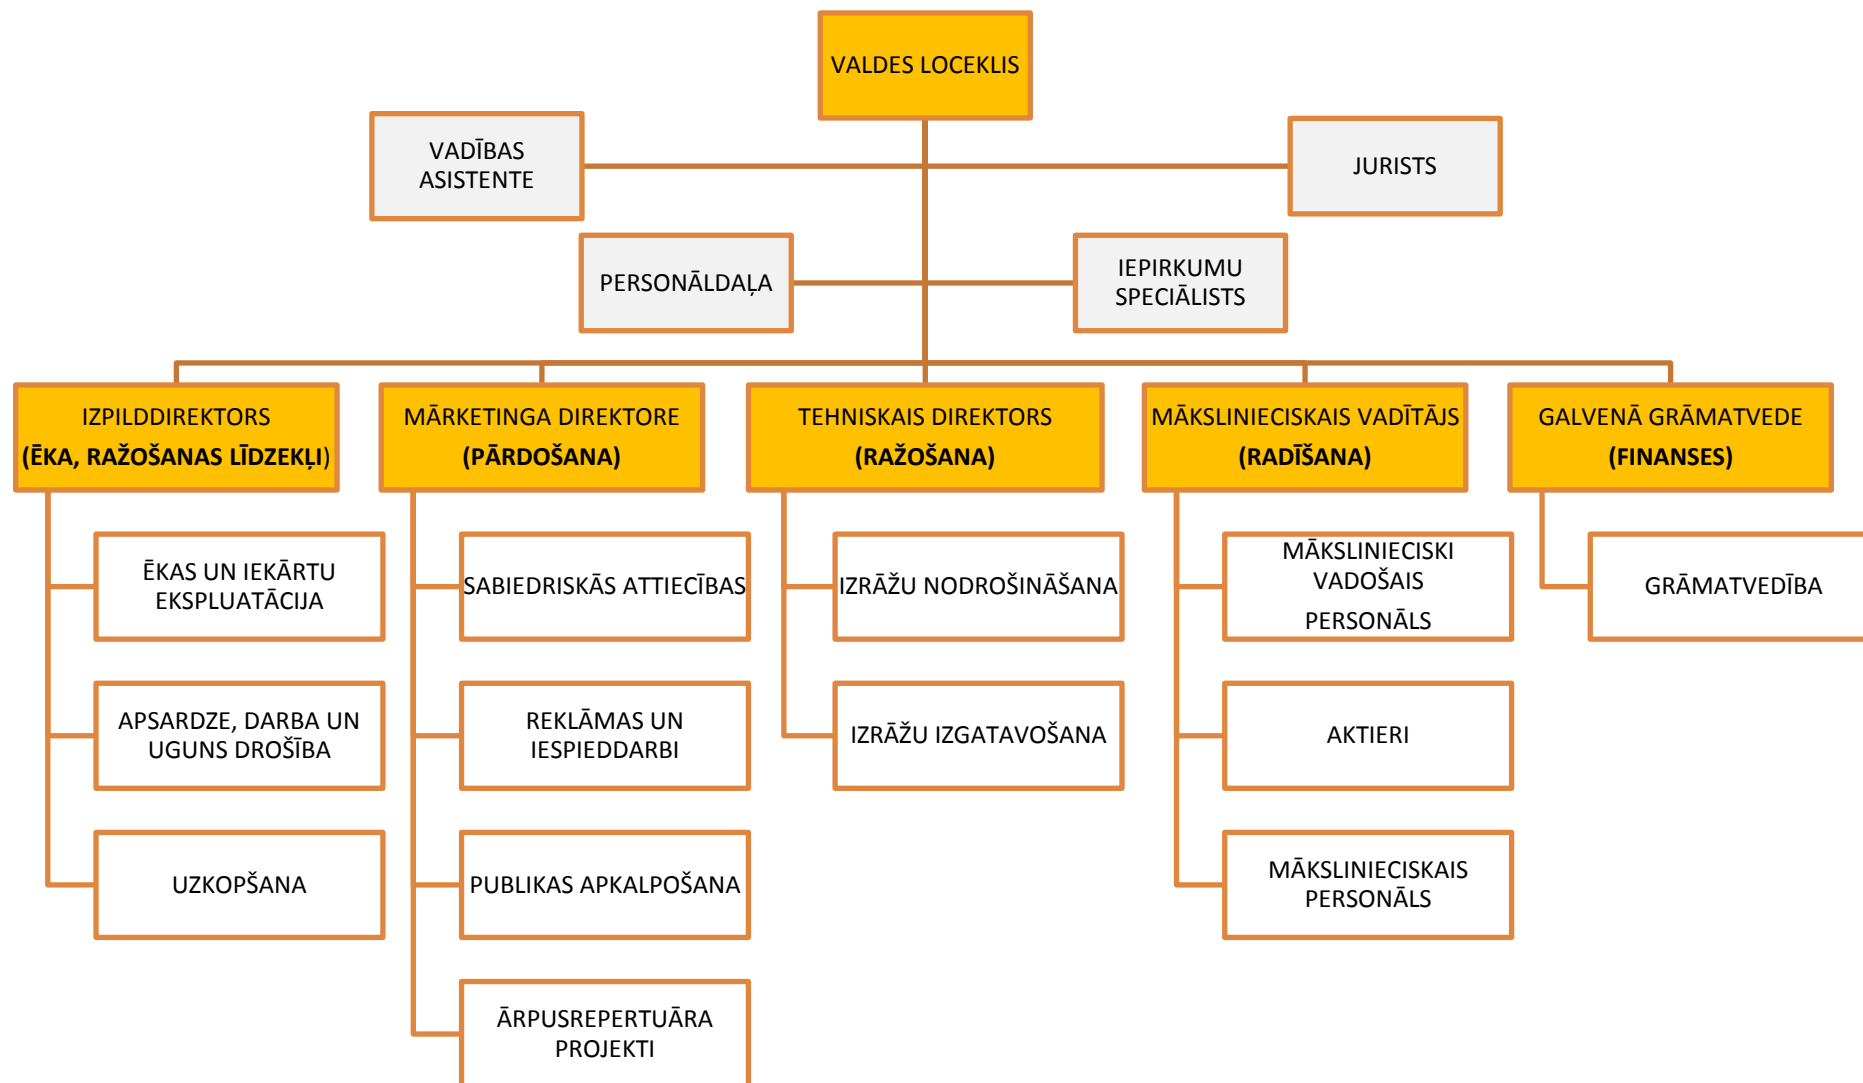 VALDES LOCEKLIS
VADĪBAS
ASISTENTE
JURISTS
PERSONĀLDAĻA
IEPIRKUMU
SPECIĀLISTS
IZPILDDIREKTORS
(ĒKA, RAŽOŠANAS LĪDZEKĻI)
MĀRKETINGA DIREKTORE
(PĀRDOŠANA)
TEHNISKAIS DIREKTORS
(RAŽOŠANA)
MĀKSLINIECISKAIS VADĪTĀJS
(RADĪŠANA)
GALVENĀ GRĀMATVEDE
(FINANSES)
ĒKAS UN IEKĀRTU
EKSPLUATĀCIJA
APSARDZE, DARBA UN
UGUNS DROŠĪBA
UZKOPŠANA
SABIEDRISKĀS ATTIECĪBAS
REKLĀMAS UN
IESPIEDDARBI
PUBLIKAS APKALPOŠANA
ĀRPUSREPERTUĀRA
PROJEKTI
IZRĀŽU NODROŠINĀŠANA
IZRĀŽU IZGATAVOŠANA
MĀKSLINIECISKI
VADOŠAIS
PERSONĀLS
AKTIERI
MĀKSLINIECISKAIS
PERSONĀLS
GRĀMATVEDĪBA